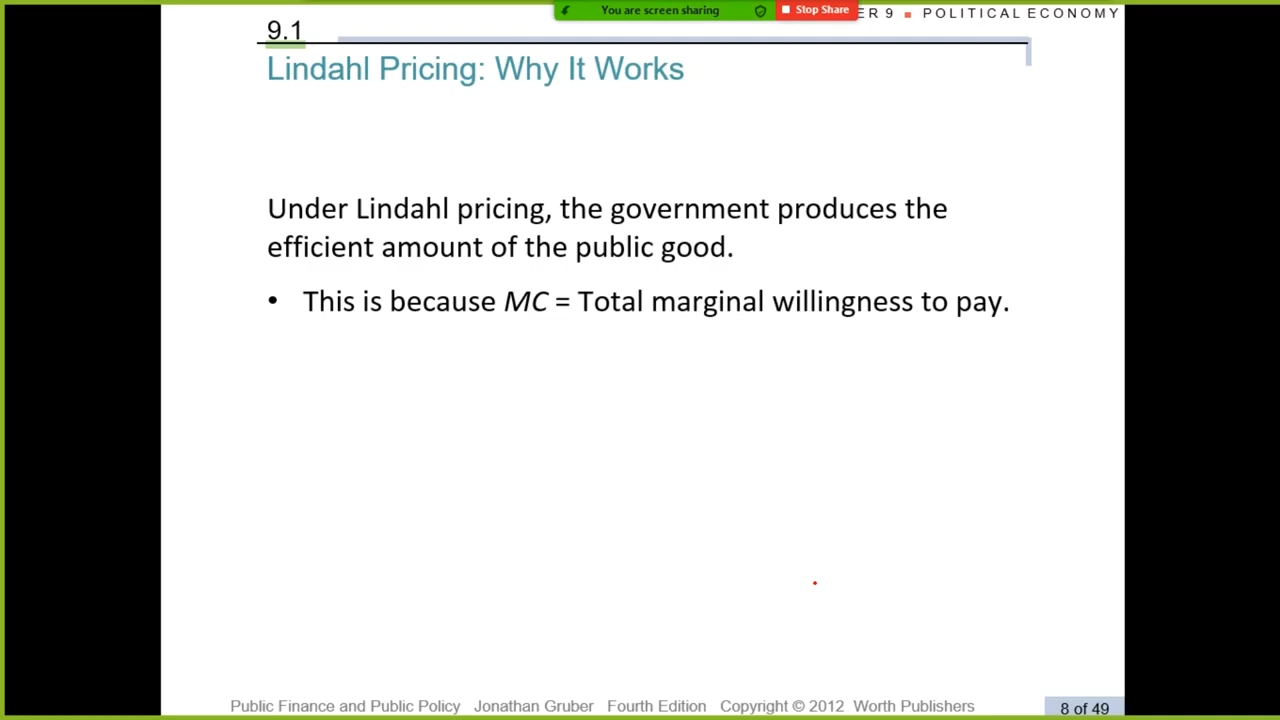 You are screen sharing Stop Share
ER 9 ■ POLITICAL ECONOMY
9.1
Lindahl Pricing: Why It Works
Under Lindahl pricing, the government produces the
efficient amount of the public good.
• This is because MC = Total marginal willingness to pay.
Public Finance and Public Policy Jonathan Gruber Fourth Edition Copyright © 2012 Worth Publishers
8 of 49